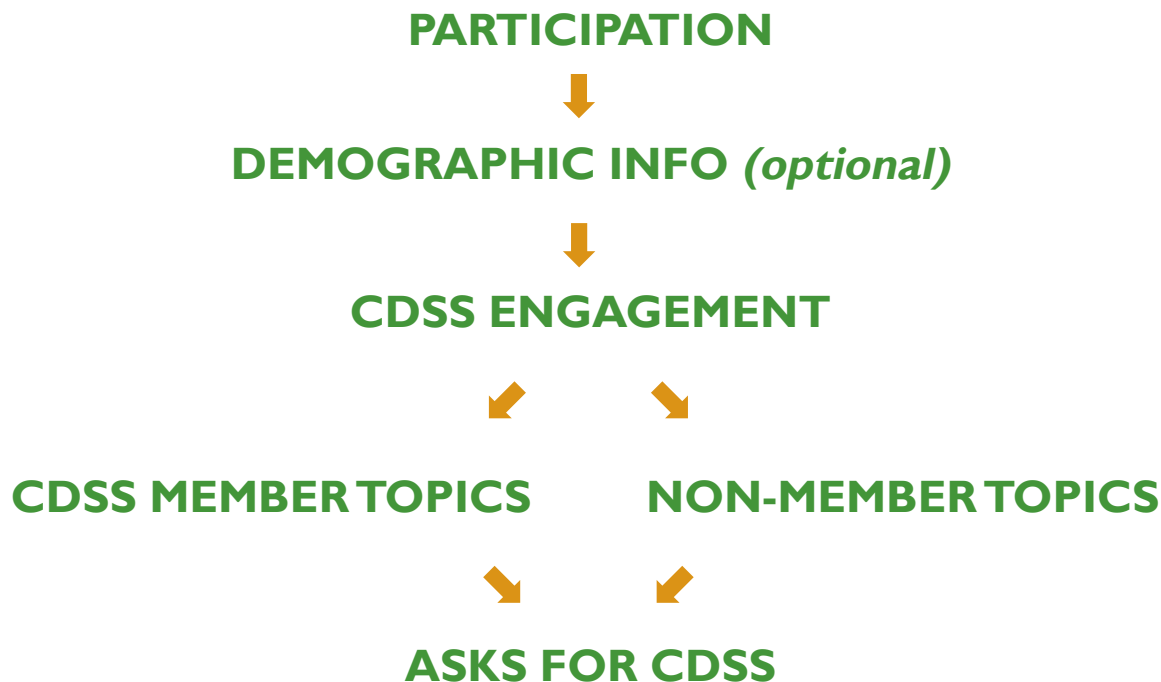 PARTICIPATION
DEMOGRAPHIC INFO (optional)
CDSS ENGAGEMENT
CDSS MEMBER TOPICS
NON-MEMBER TOPICS
ASKS FOR CDSS